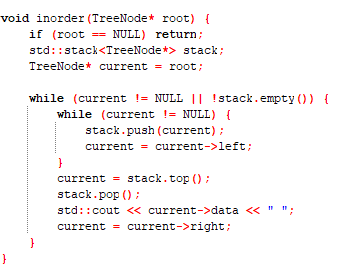 void inorder(TreeNode* root) {
    if (root == NULL) return;
    std::stack<TreeNode*> stack;
    TreeNode* current = root;

    while (current != NULL || !stack.empty()) {
        while (current != NULL) {
            stack.push(current);
            current = current->left;
        }
        current = stack.top();
        stack.pop();
        std::cout << current->data << " ";
        current = current->right;
    }
}